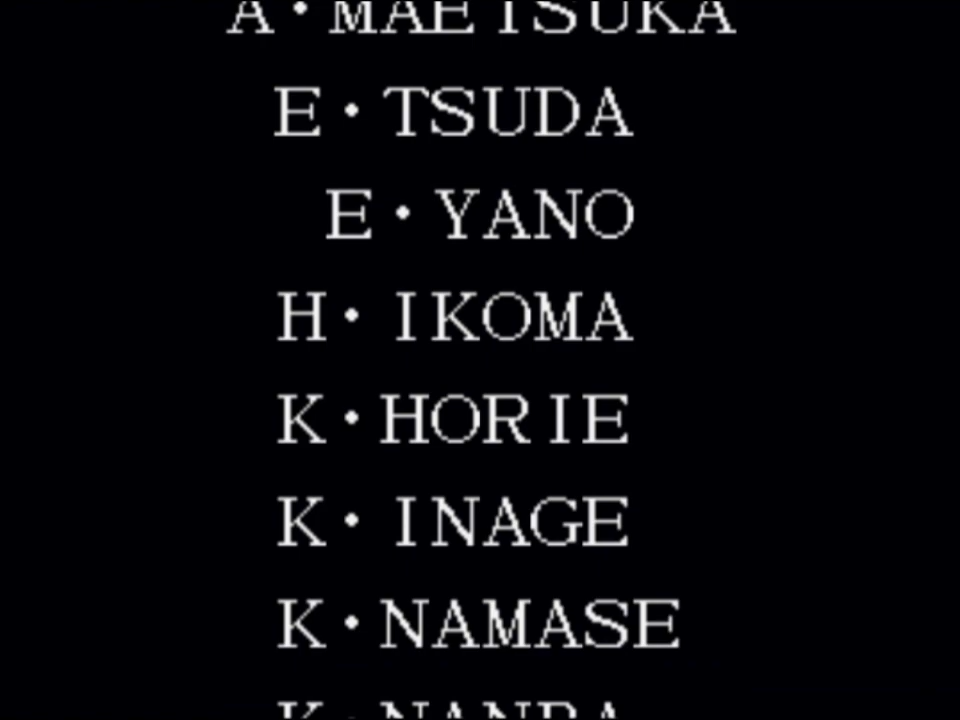 A・MAETSUKA
E・TSUDA
E・YANO
H・IKOMA
K・HORIE
K・INAGE
K・NAMASE